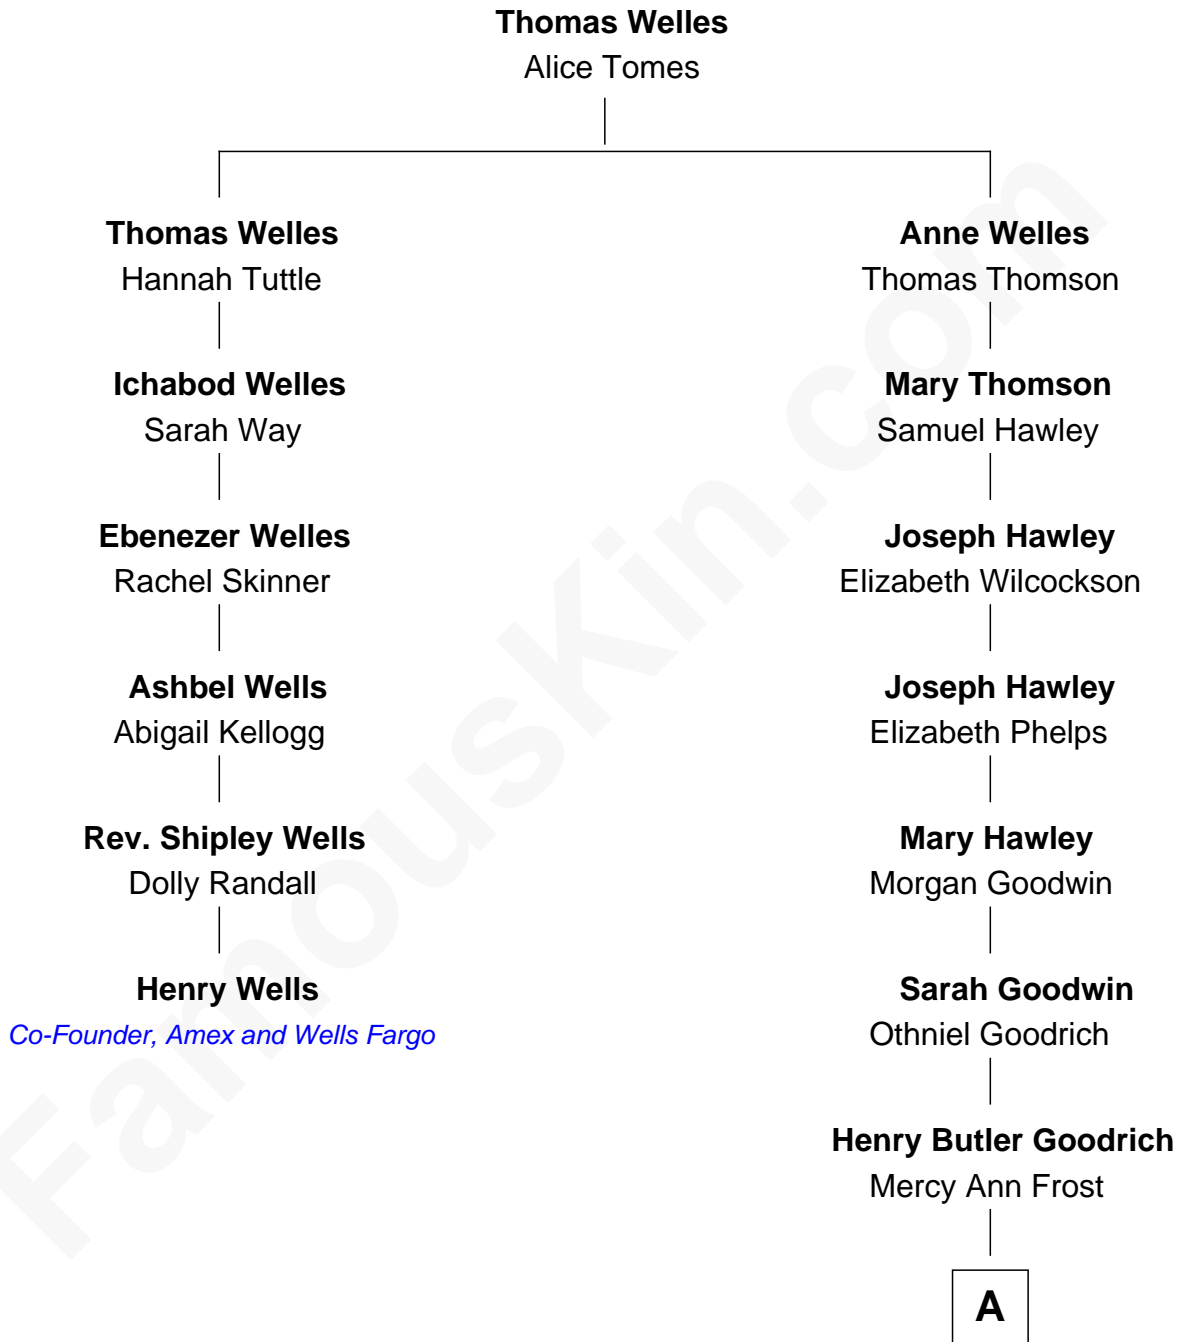 Thomas Welles
Alice Tomes
Thomas Welles
Hannah Tuttle
Anne Welles
Thomas Thomson
Ichabod Welles
Sarah Way
Mary Thomson
Samuel Hawley
Ebenezer Welles
Rachel Skinner
Joseph Hawley
Elizabeth Wilcockson
Ashbel Wells
Abigail Kellogg
Joseph Hawley
Elizabeth Phelps
Rev. Shipley Wells
Dolly Randall
Mary Hawley
Morgan Goodwin
Henry Wells
Co-Founder, Amex and Wells Fargo
Sarah Goodwin
Othniel Goodrich
Henry Butler Goodrich
Mercy Ann Frost
A
FamousKin.com